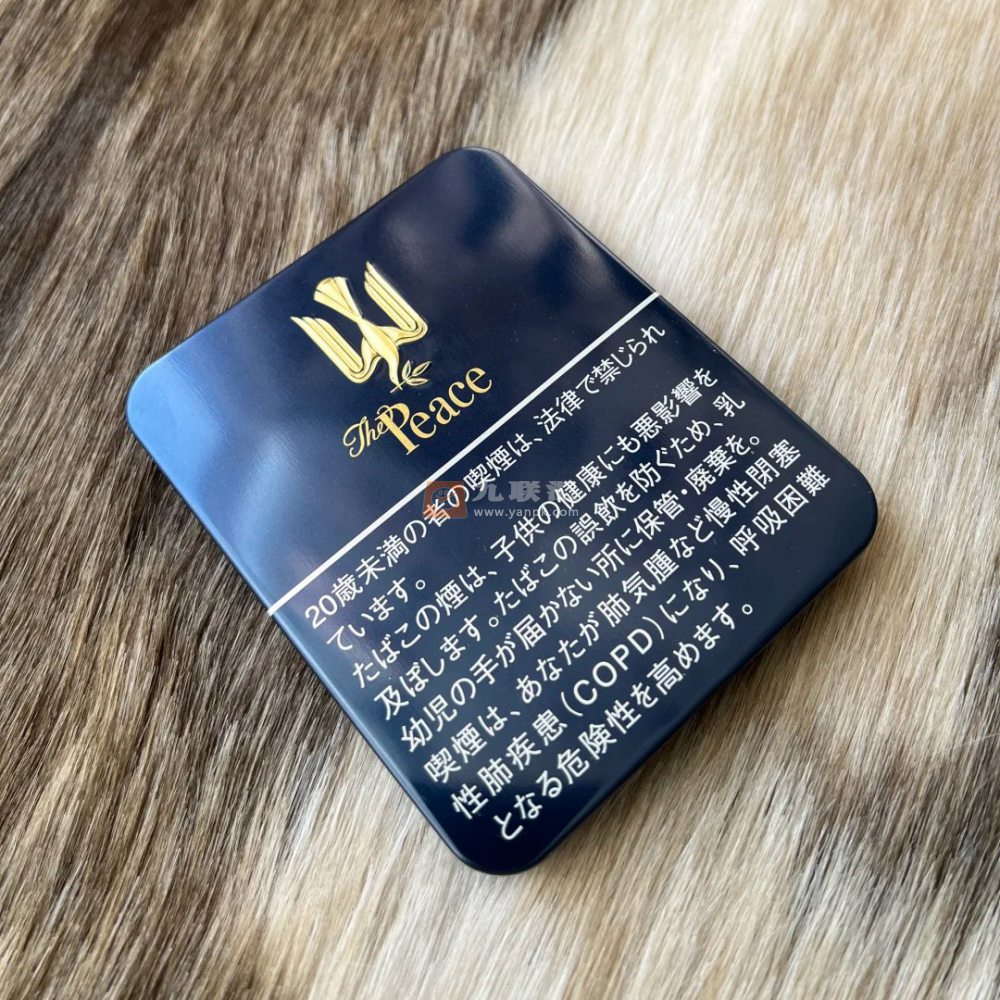 The Peace
20歳未満の者の喫煙は、法律で禁じられ
ています。
たばこの煙は、子供の健康にも悪影響を
及ぼします。たばこの誤飲を防ぐため、乳
幼児の手が届かない所に保管・廃棄を。
喫煙は、あなたが肺気腫など慢性閉塞
性肺疾患(COPD)になり、呼吸困難
となる危険性を高めます。
www.yanpk.com